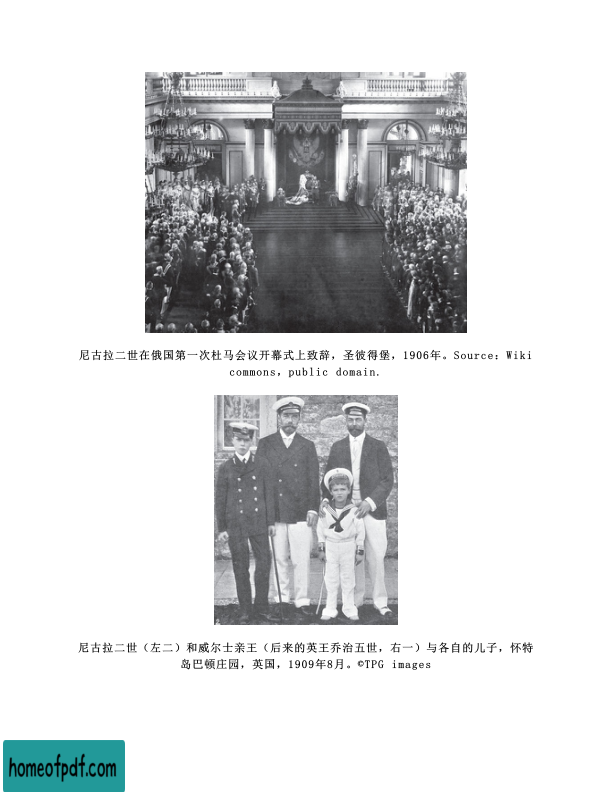 尼古拉二世在俄国第一次杜马会议开幕式上致辞，圣彼得堡，1906年。Source：Wiki
commons，public domain.
尼古拉二世（左二）和威尔士亲王（后来的英王乔治五世，右一）与各自的儿子，怀特
岛巴顿庄园，英国，1909年8月。©TPG images
homeofpdf.com